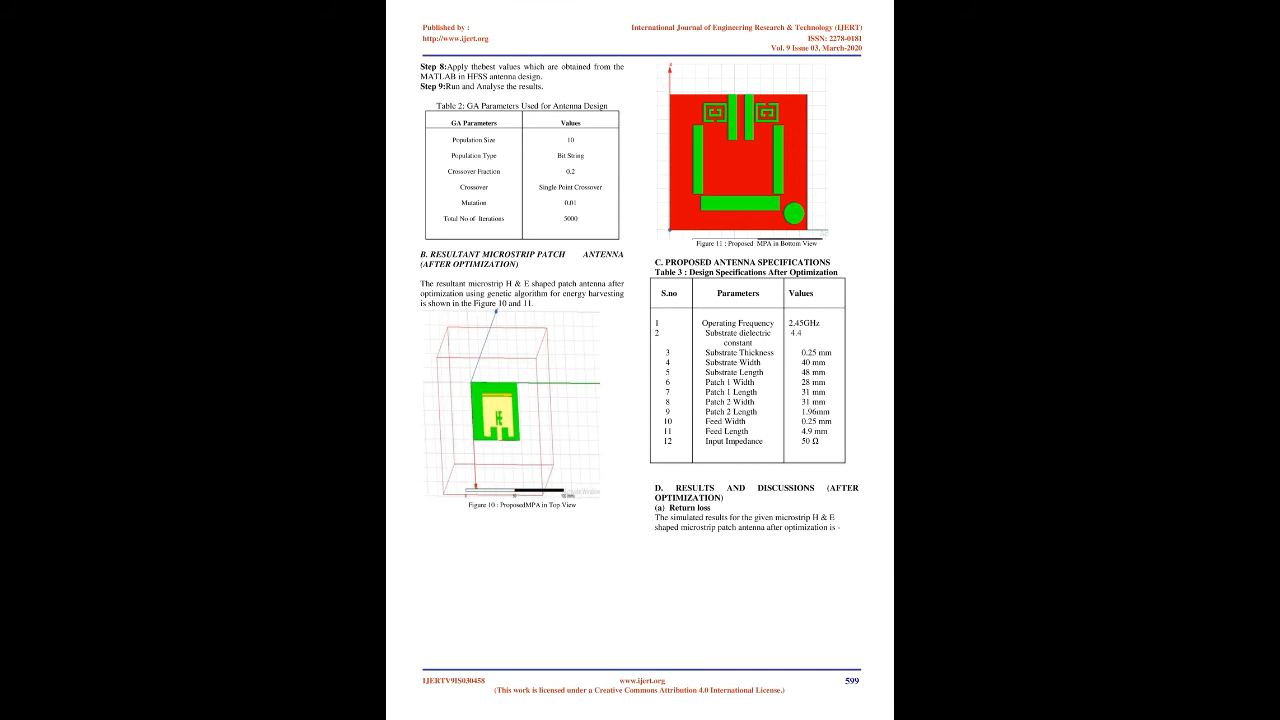 Published by :
http://www.ijert.org
International Journal of Engineering Research & Technology (IJERT)
ISSN: 2278-0181
Vol. 9 Issue 03, March-2020
Step 8:Apply thebest values which are obtained from the
MATLAB in HFSS antenna design.
Step 9:Run and Analyse the results.
Table 2: GA Parameters Used for Antenna Design
GA Parameters Values
Population Size 10
Population Type Bit String
Crossover Fraction 0.2
Crossover Single Point Crossover
Mutation 0.01
Total No of Iterations 5000
B. RESULTANT MICROSTRIP PATCH ANTENNA
(AFTER OPTIMIZATION)
The resultant microstrip H & E shaped patch antenna after
optimization using genetic algorithm for energy harvesting
is shown in the Figure 10 and 11.
HE
Figure 10 : ProposedMPA in Top View
Figure 11 : Proposed MPA in Bottom View
C. PROPOSED ANTENNA SPECIFICATIONS
Table 3 : Design Specifications After Optimization
S.no Parameters Values
1 Operating Frequency 2.45GHz
2 Substrate dielectric 4.4
constant
3 Substrate Thickness 0.25 mm
4 Substrate Width 40 mm
5 Substrate Length 48 mm
6 Patch 1 Width 28 mm
7 Patch 1 Length 31 mm
8 Patch 2 Width 31 mm
9 Patch 2 Length 1.96mm
10 Feed Width 0.25 mm
11 Feed Length 4.9 mm
12 Input Impedance 50 Ω
D. RESULTS AND DISCUSSIONS (AFTER
OPTIMIZATION)
(a) Return loss
The simulated results for the given microstrip H & E
shaped microstrip patch antenna after optimization is -
IJERTV9IS030458
www.ijert.org
599
(This work is licensed under a Creative Commons Attribution 4.0 International License.)